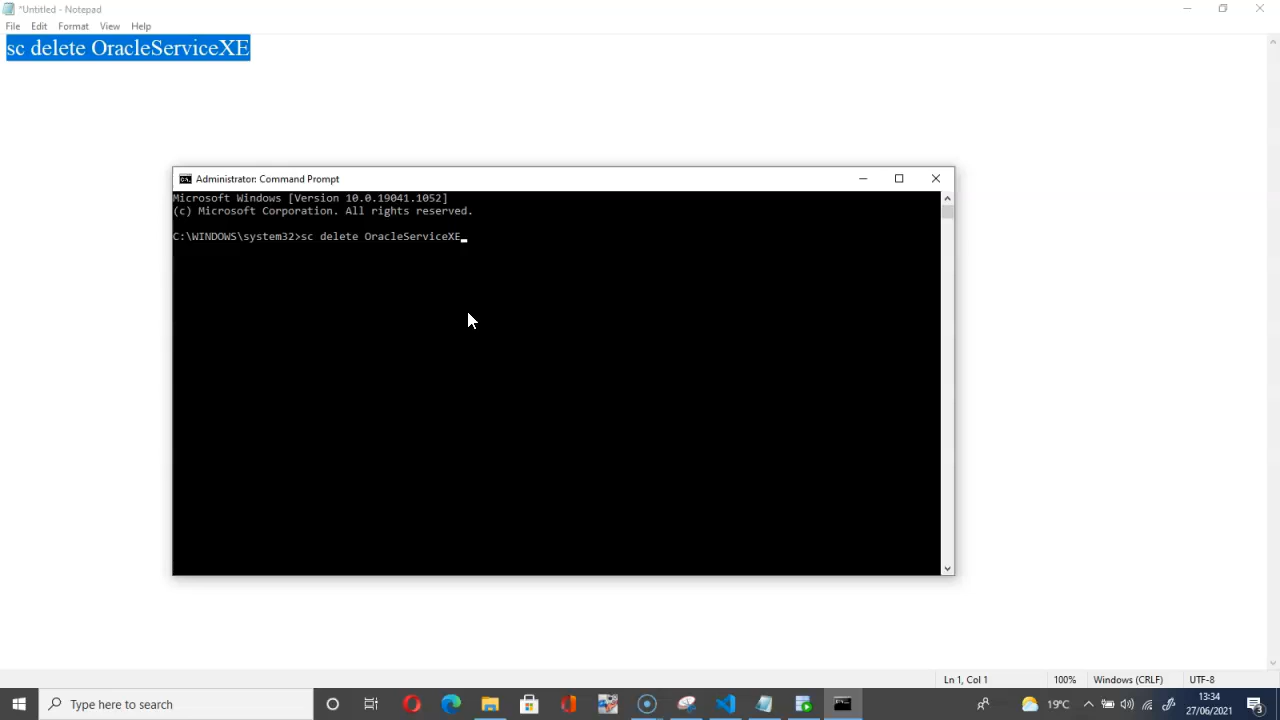 *Untitled - Notepad
File Edit Format View Help
sc delete OracleServiceXE
Administrator: Command Prompt
Microsoft Windows [Version 10.0.19041.1052]
(c) Microsoft Corporation. All rights reserved.
C:\WINDOWS\system32>sc delete OracleServiceXE
Ln 1, Col 1 100% Windows (CRLF) UTF-8
Type here to search 19°C 13:34
27/06/2021 3